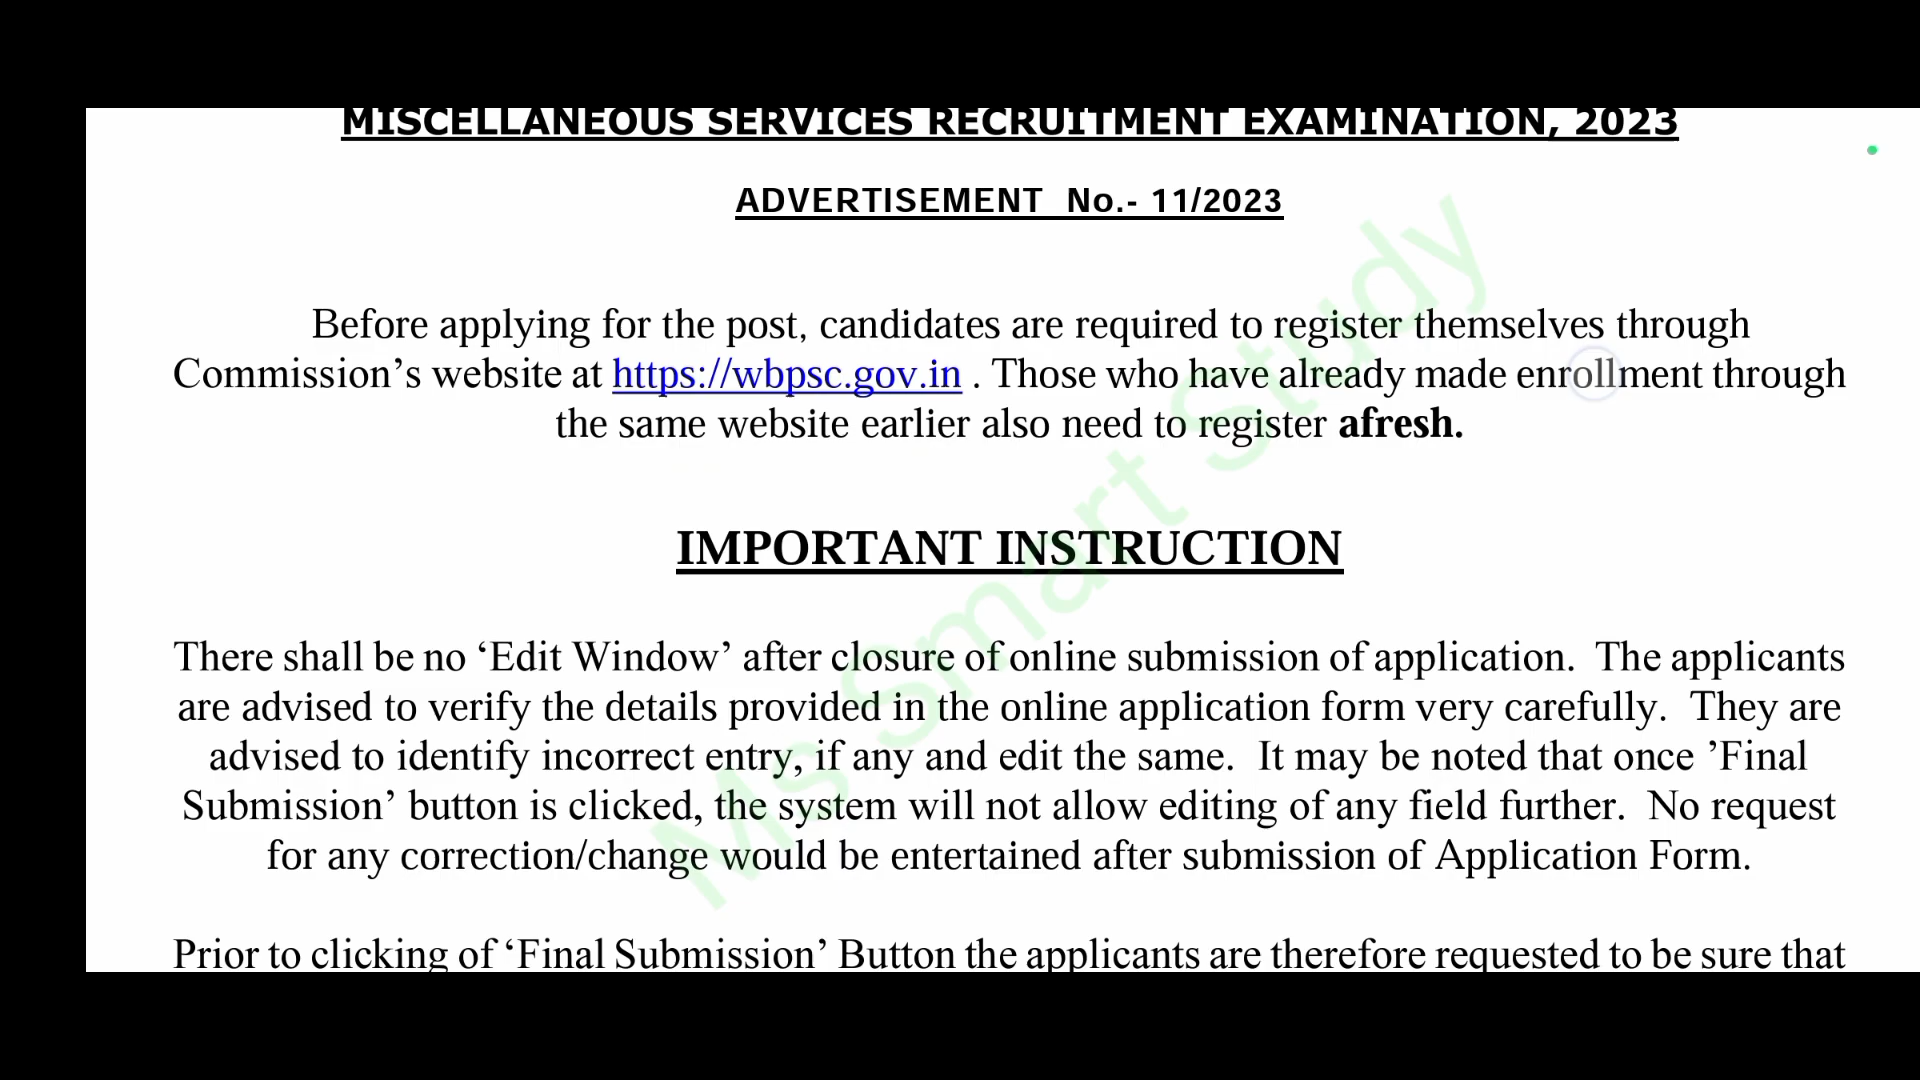 MISCELLANEOUS SERVICES RECRUITMENT EXAMINATION, 2023
ADVERTISEMENT No.- 11/2023
Before applying for the post, candidates are required to register themselves through
Commission’s website at https://wbpsc.gov.in . Those who have already made enrollment through
the same website earlier also need to register afresh.
IMPORTANT INSTRUCTION
There shall be no ‘Edit Window’ after closure of online submission of application. The applicants
are advised to verify the details provided in the online application form very carefully. They are
advised to identify incorrect entry, if any and edit the same. It may be noted that once ’Final
Submission’ button is clicked, the system will not allow editing of any field further. No request
for any correction/change would be entertained after submission of Application Form.
Prior to clicking of ‘Final Submission’ Button the applicants are therefore requested to be sure that
Ms Smart Study